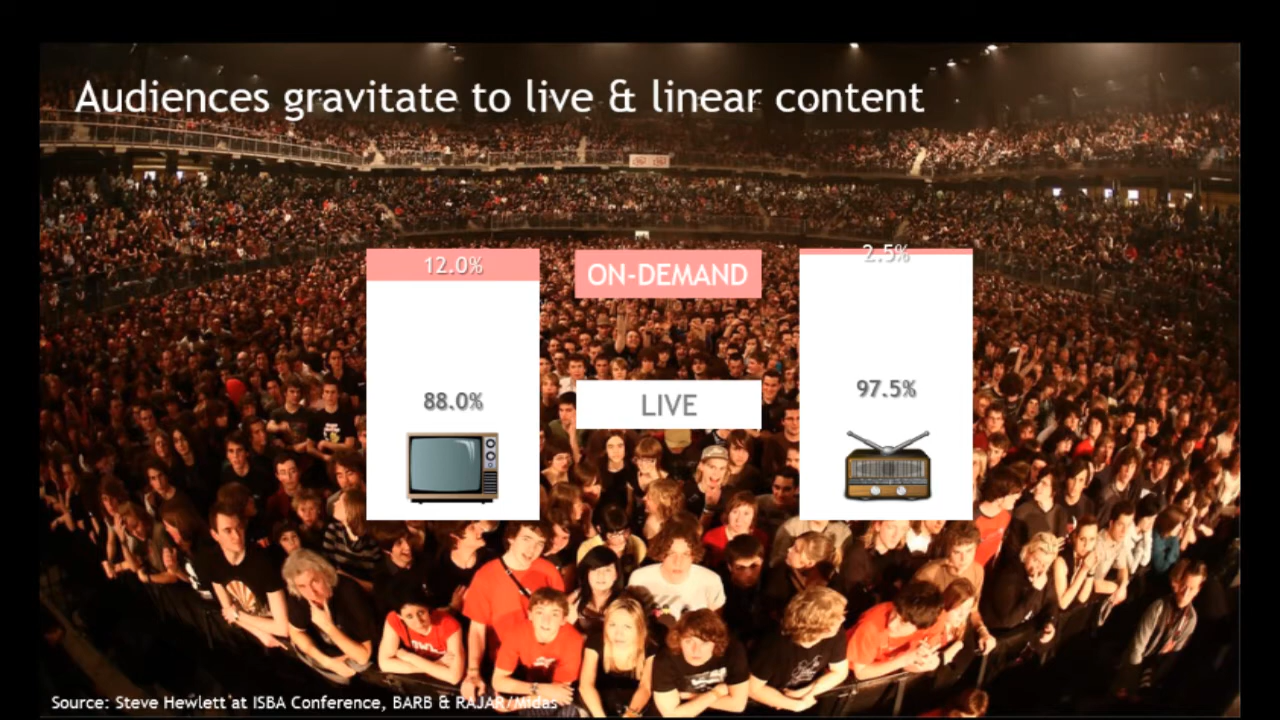 Audiences gravitate to live & linear content
12.0%
ON-DEMAND
2.5%
88.0%
LIVE
97.5%
Source: Steve Hewlett at ISBA Conference, BARB & RAJAR/Midas